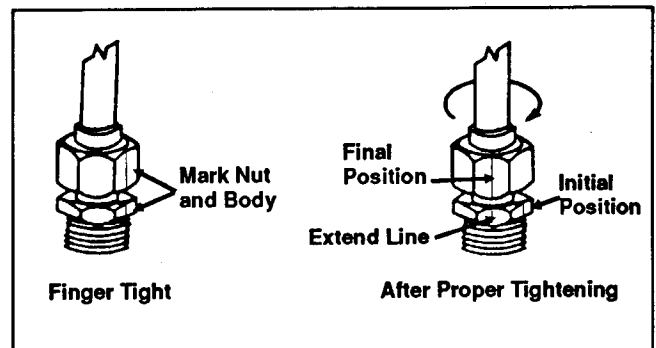 Mark Nut
and Body
Finger Tight
Final
Position
Initial
Position
Extend Line
After Proper Tightening